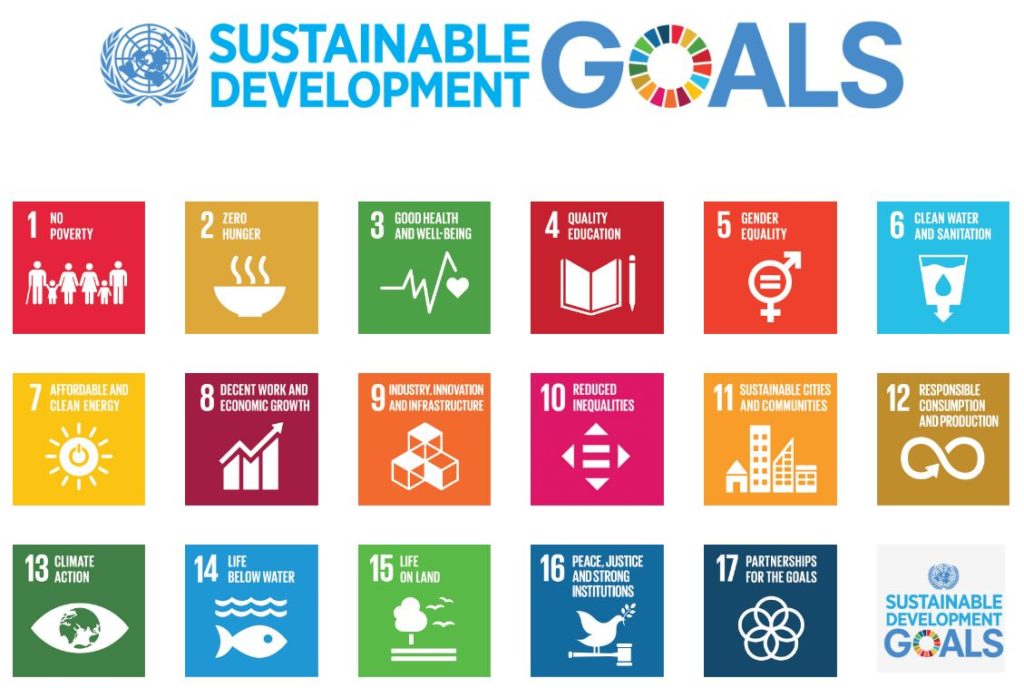 SUSTAINABLE
DEVELOPMENT
GOALS
1 NO
POVERTY
2 ZERO
HUNGER
3 GOOD HEALTH
AND WELL-BEING
4 QUALITY
EDUCATION
5 GENDER
EQUALITY
6 CLEAN WATER
AND SANITATION
7 AFFORDABLE AND
CLEAN ENERGY
8 DECENT WORK AND
ECONOMIC GROWTH
9 INDUSTRY, INNOVATION
AND INFRASTRUCTURE
10 REDUCED
INEQUALITIES
11 SUSTAINABLE CITIES
AND COMMUNITIES
12 RESPONSIBLE
CONSUMPTION
AND PRODUCTION
13 CLIMATE
ACTION
14 LIFE
BELOW WATER
15 LIFE
ON LAND
16 PEACE, JUSTICE
AND STRONG
INSTITUTIONS
17 PARTNERSHIPS
FOR THE GOALS
SUSTAINABLE
DEVELOPMENT
GOALS